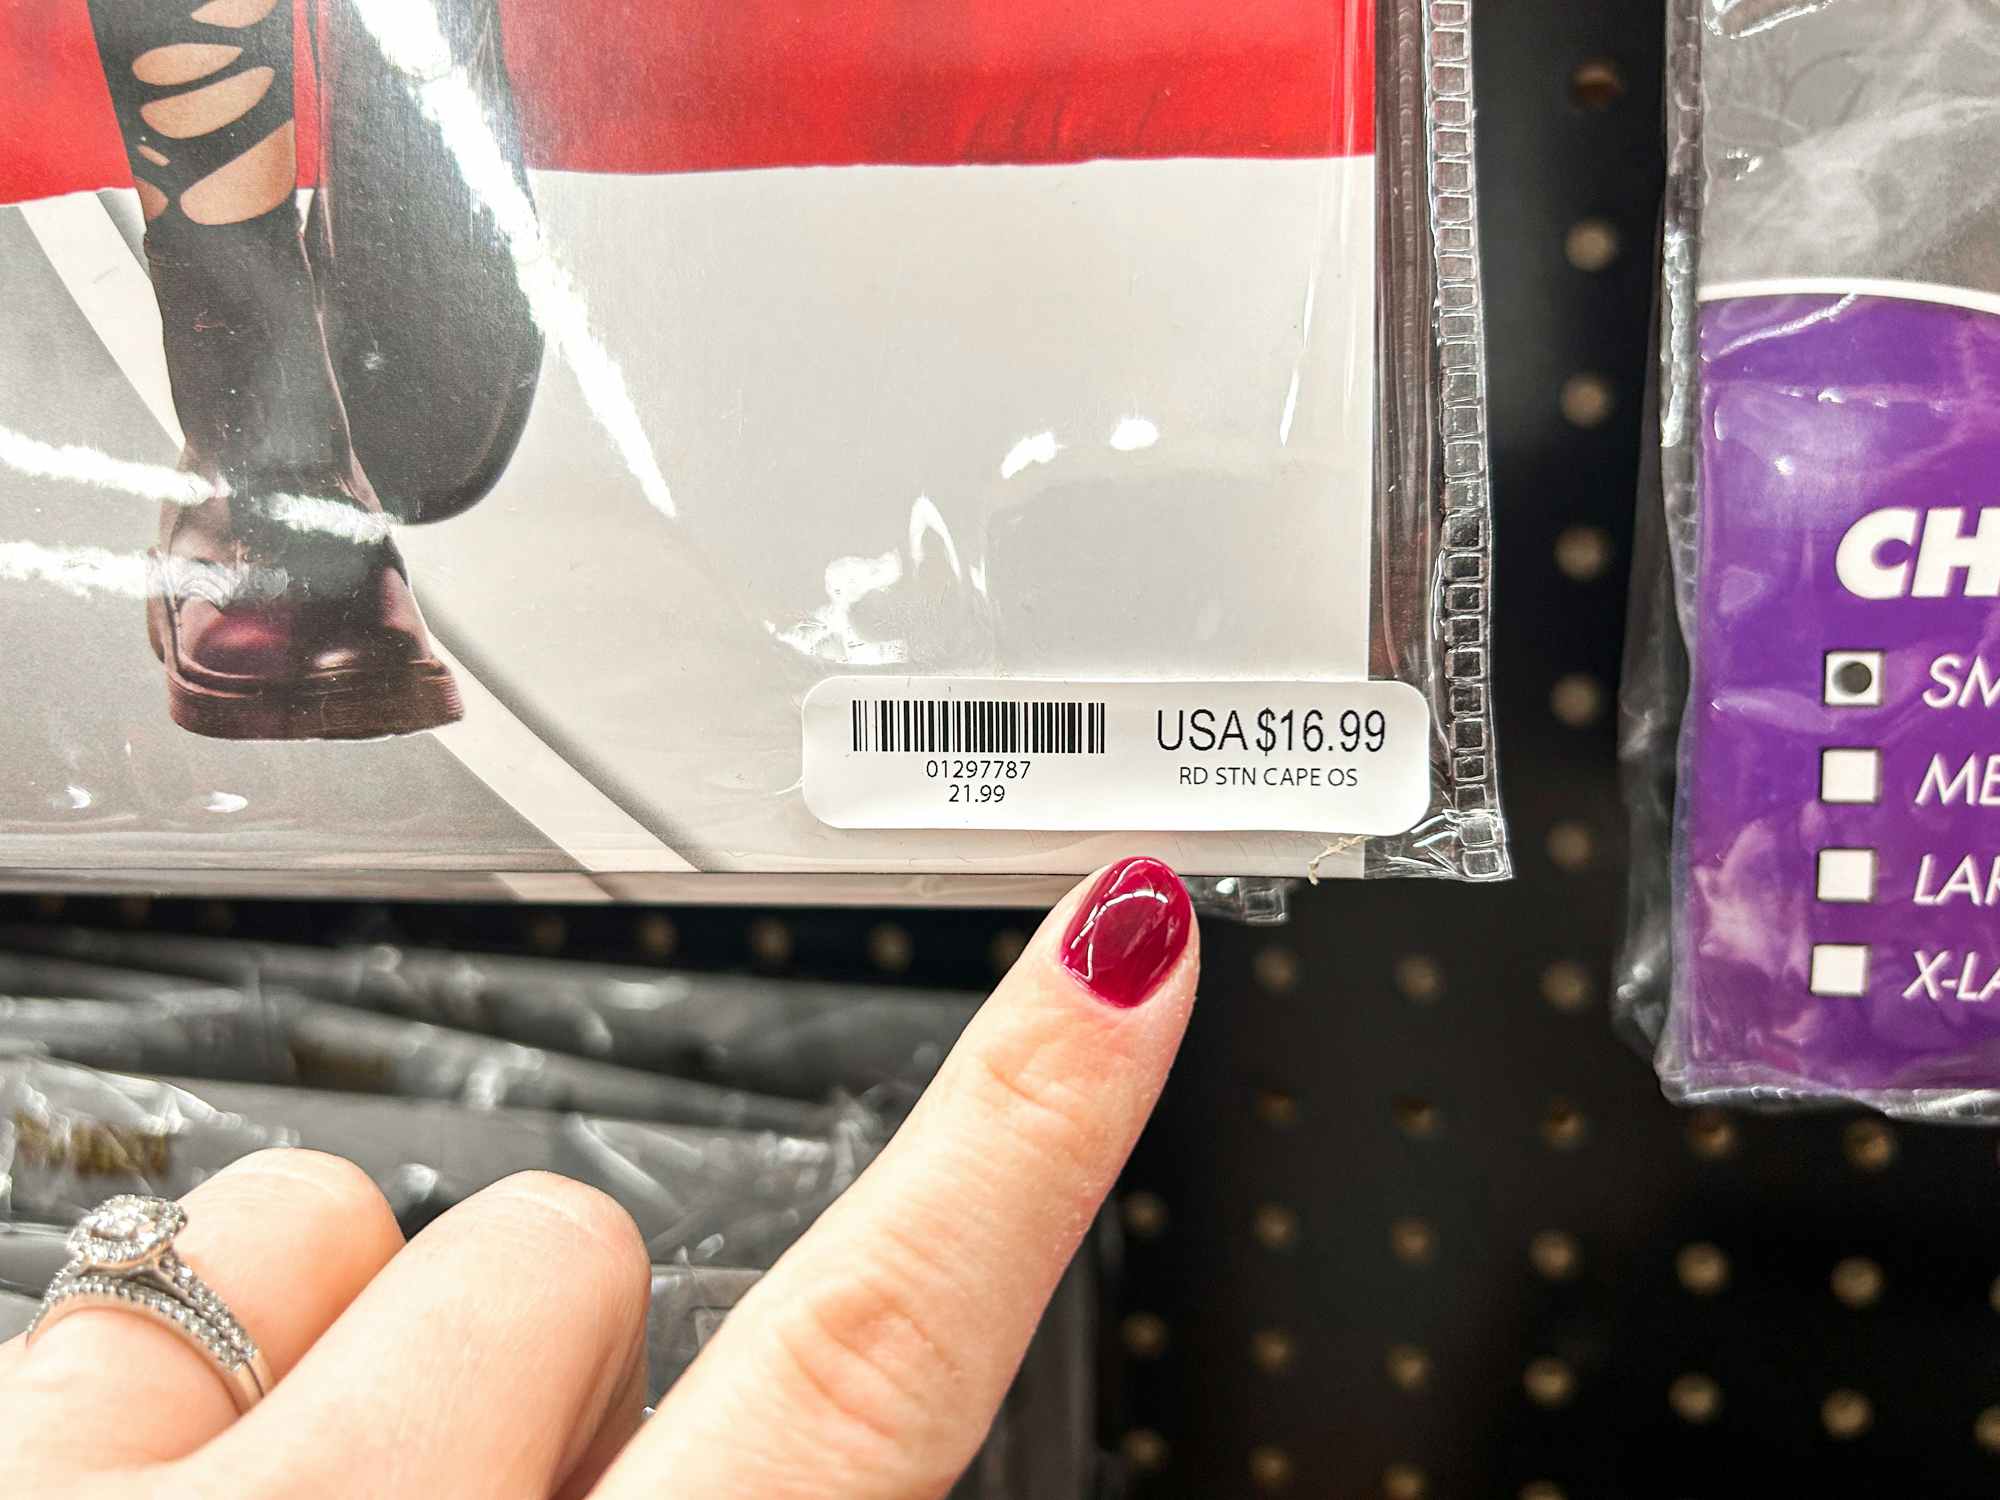 USA $16.99
01297787
RD STN CAPE OS
21.99
CH
SM
ME
LAR
X-LA